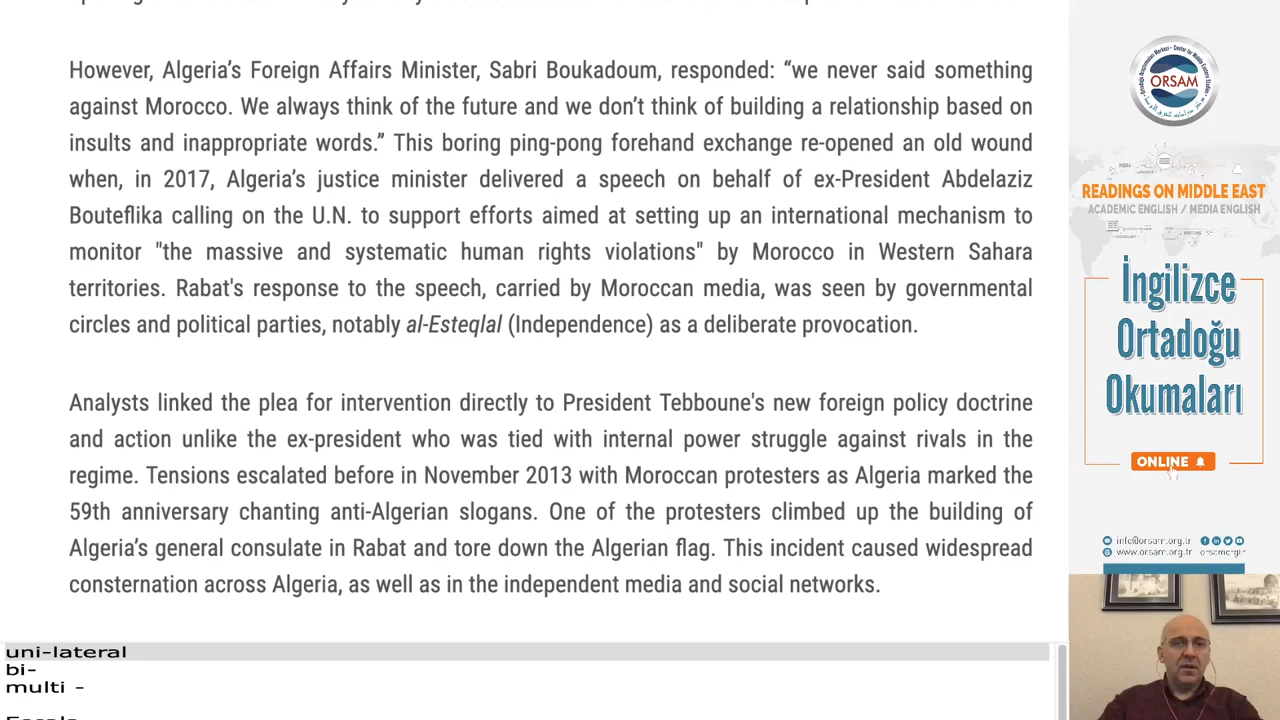 However, Algeria’s Foreign Affairs Minister, Sabri Boukadoum, responded: “we never said something
against Morocco. We always think of the future and we don’t think of building a relationship based on
insults and inappropriate words.” This boring ping-pong forehand exchange re-opened an old wound
when, in 2017, Algeria’s justice minister delivered a speech on behalf of ex-President Abdelaziz
Bouteflika calling on the U.N. to support efforts aimed at setting up an international mechanism to
monitor "the massive and systematic human rights violations" by Morocco in Western Sahara
territories. Rabat's response to the speech, carried by Moroccan media, was seen by governmental
circles and political parties, notably al-Esteqlal (Independence) as a deliberate provocation.
Analysts linked the plea for intervention directly to President Tebboune's new foreign policy doctrine
and action unlike the ex-president who was tied with internal power struggle against rivals in the
regime. Tensions escalated before in November 2013 with Moroccan protesters as Algeria marked the
59th anniversary chanting anti-Algerian slogans. One of the protesters climbed up the building of
Algeria’s general consulate in Rabat and tore down the Algerian flag. This incident caused widespread
consternation across Algeria, as well as in the independent media and social networks.
uni-lateral
bi-
multi -
ORSAM
READINGS ON MIDDLE EAST
ACADEMIC ENGLISH / MEDIA ENGLISH
İngilizce
Ortadoğu
Okumaları
ONLINE
info@orsam.org.tr
www.orsam.org.tr orsamorgtr